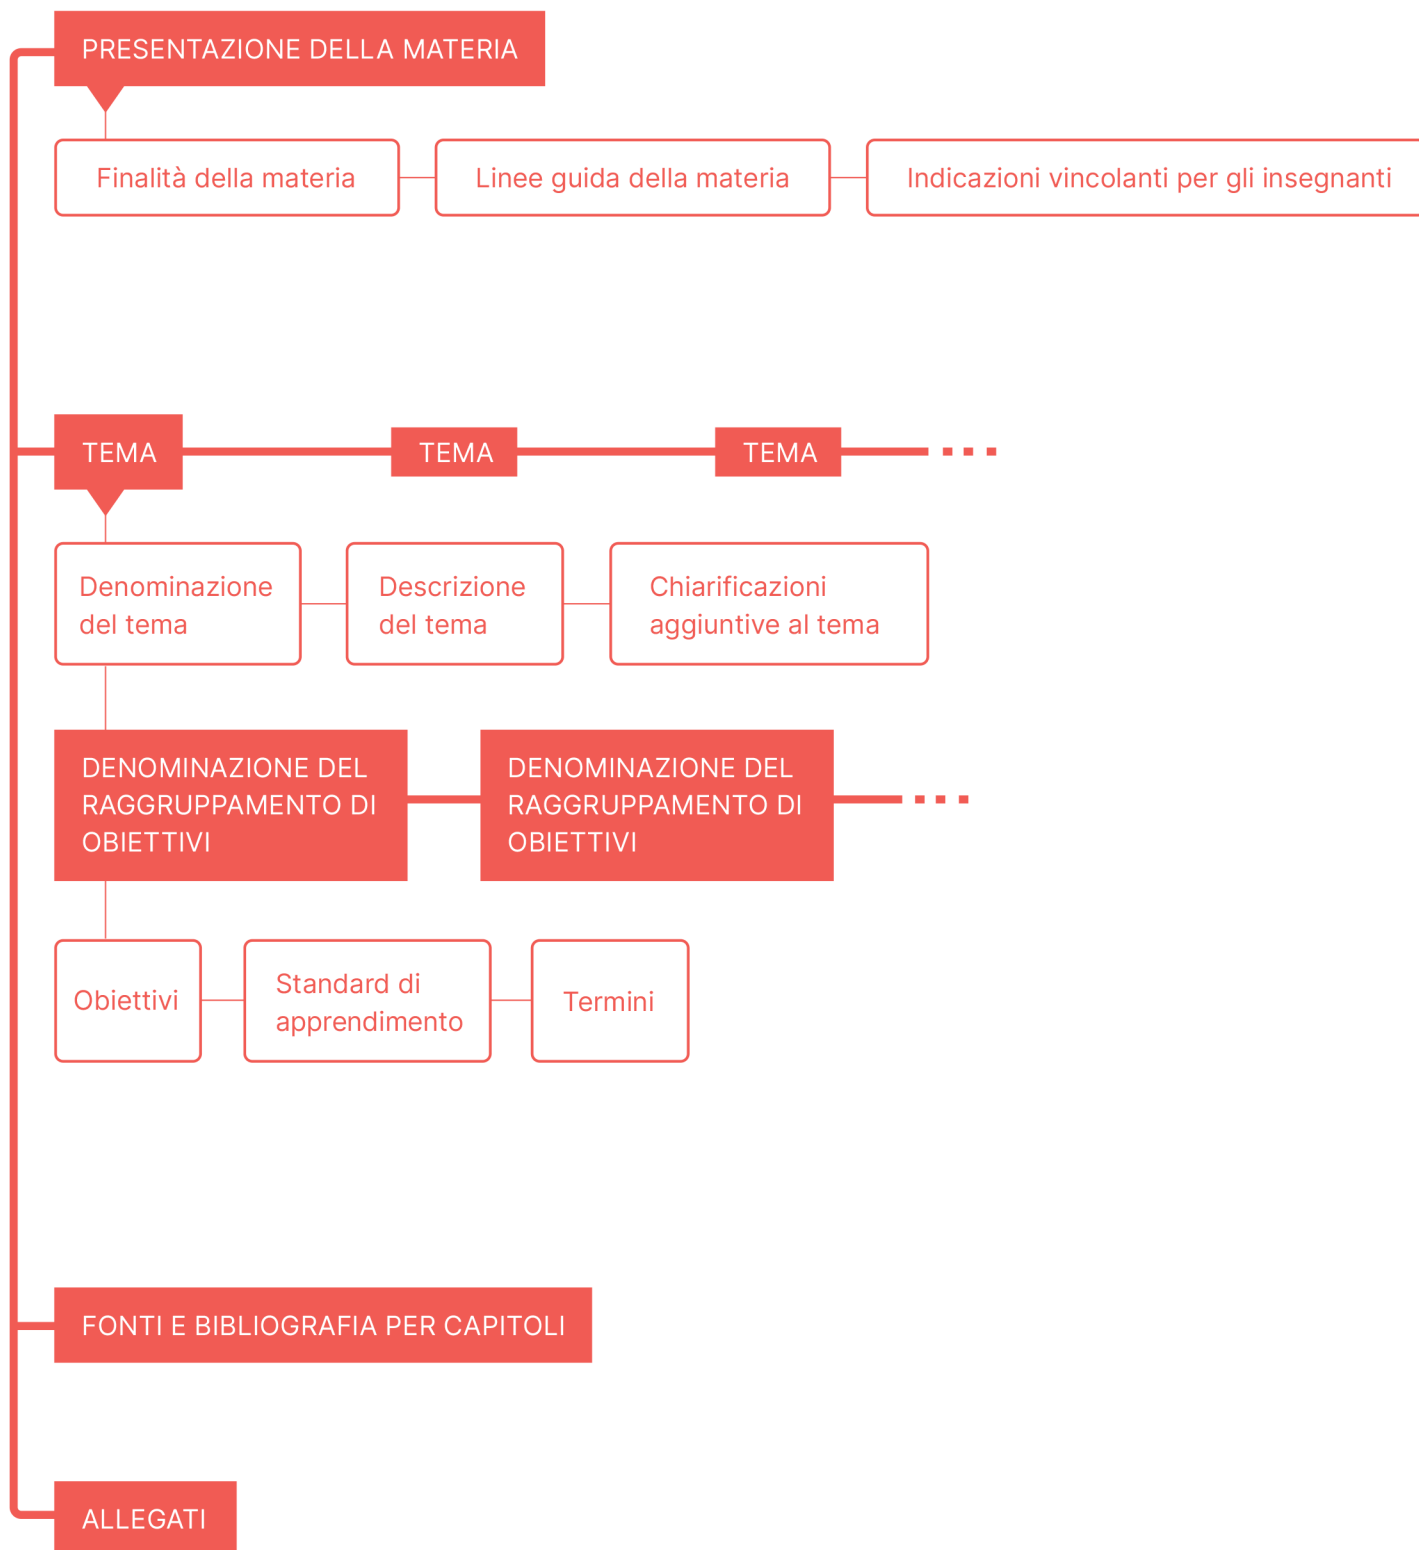 PRESENTAZIONE DELLA MATERIA
Finalità della materia
Linee guida della materia
Indicazioni vincolanti per gli insegnanti
TEMA
TEMA
TEMA
Denominazione
del tema
Descrizione
del tema
Chiarificazioni
aggiuntive al tema
DENOMINAZIONE DEL
RAGGRUPPAMENTO DI
OBIETTIVI
DENOMINAZIONE DEL
RAGGRUPPAMENTO DI
OBIETTIVI
Obiettivi
Standard di
apprendimento
Termini
FONTI E BIBLIOGRAFIA PER CAPITOLI
ALLEGATI